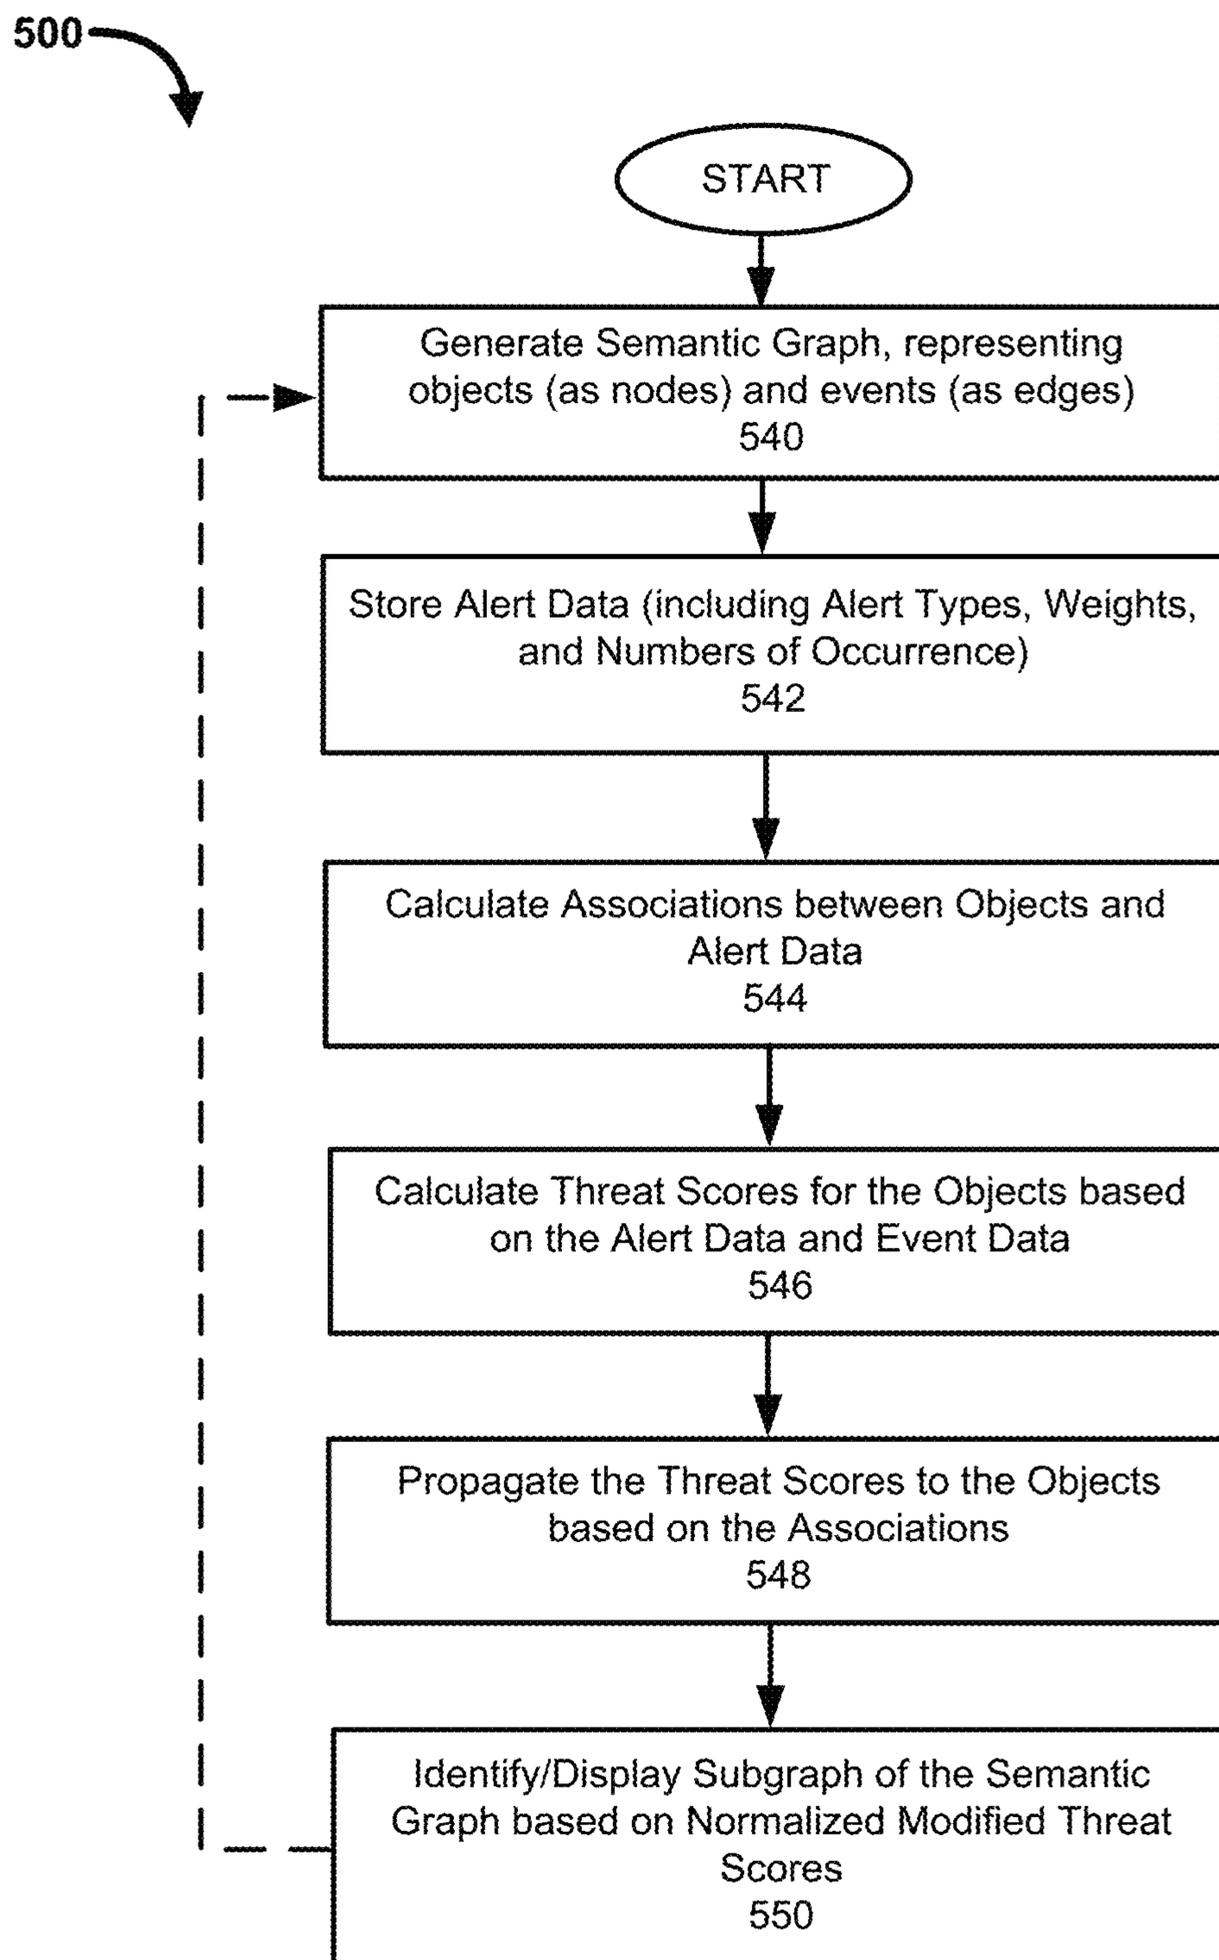 500
START
Generate Semantic Graph, representing
objects (as nodes) and events (as edges)
540
Store Alert Data (including Alert Types, Weights,
and Numbers of Occurrence)
542
Calculate Associations between Objects and
Alert Data
544
Calculate Threat Scores for the Objects based
on the Alert Data and Event Data
546
Propagate the Threat Scores to the Objects
based on the Associations
548
Identify/Display Subgraph of the Semantic
Graph based on Normalized Modified Threat
Scores
550